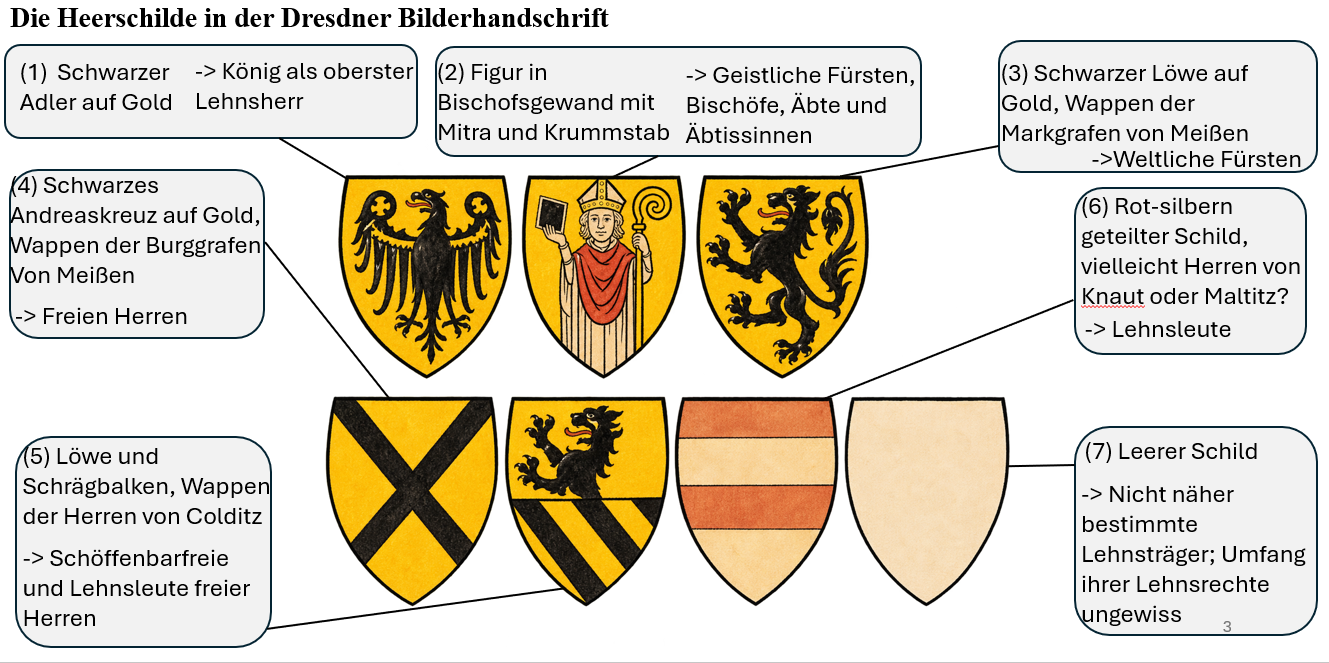 Die Heerschilde in der Dresdner Bilderhandschrift
(1) Schwarzer
Adler auf Gold
-> König als oberster
Lehnsherr
(2) Figur in
Bischofsgewand mit
Mitra und Krummstab
-> Geistliche Fürsten,
Bischöfe, Äbte und
Äbtissinnen
(3) Schwarzer Löwe auf
Gold, Wappen der
Markgrafen von Meißen
->Weltliche Fürsten
(4) Schwarzes
Andreaskreuz auf Gold,
Wappen der Burggrafen
Von Meißen
-> Freien Herren
(6) Rot-silbern
geteilter Schild,
vielleicht Herren von
Knaut oder Maltitz?
-> Lehnsleute
(5) Löwe und
Schrägbalken, Wappen
der Herren von Colditz
-> Schöffenbarfreie
und Lehnsleute freier
Herren
(7) Leerer Schild
-> Nicht näher
bestimmte
Lehnsträger; Umfang
ihrer Lehnsrechte
ungewiss
3